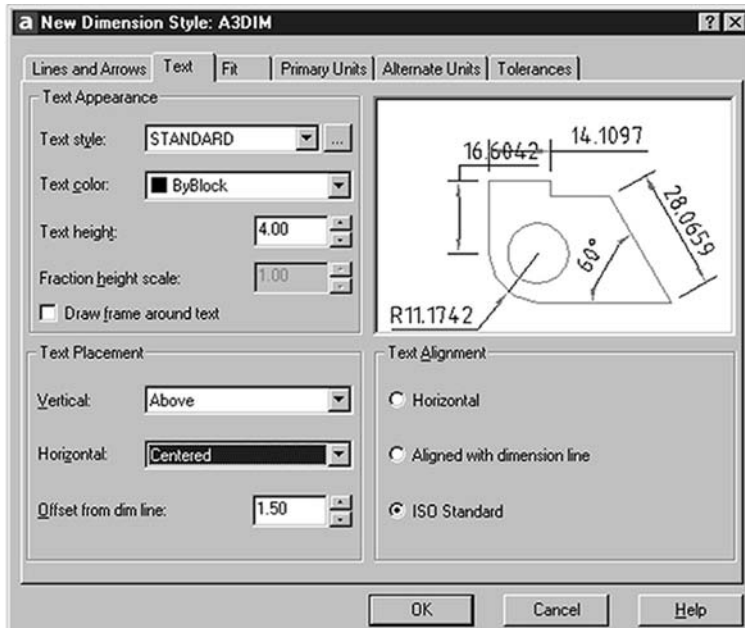 a New Dimension Style: A3DIM
? X
Lines and Arrows Text Fit Primary Units Alternate Units Tolerances
Text Appearance
Text style: STANDARD ...
Text color: ByBlock
Text height: 4.00
Fraction height scale: 1.00
Draw frame around text
14.1097
16.6042
28.0659
60°
R11.1742
Text Placement
Vertical: Above
Horizontal: Centered
Offset from dim line: 1.50
Text Alignment
Horizontal
Aligned with dimension line
ISO Standard
OK Cancel Help